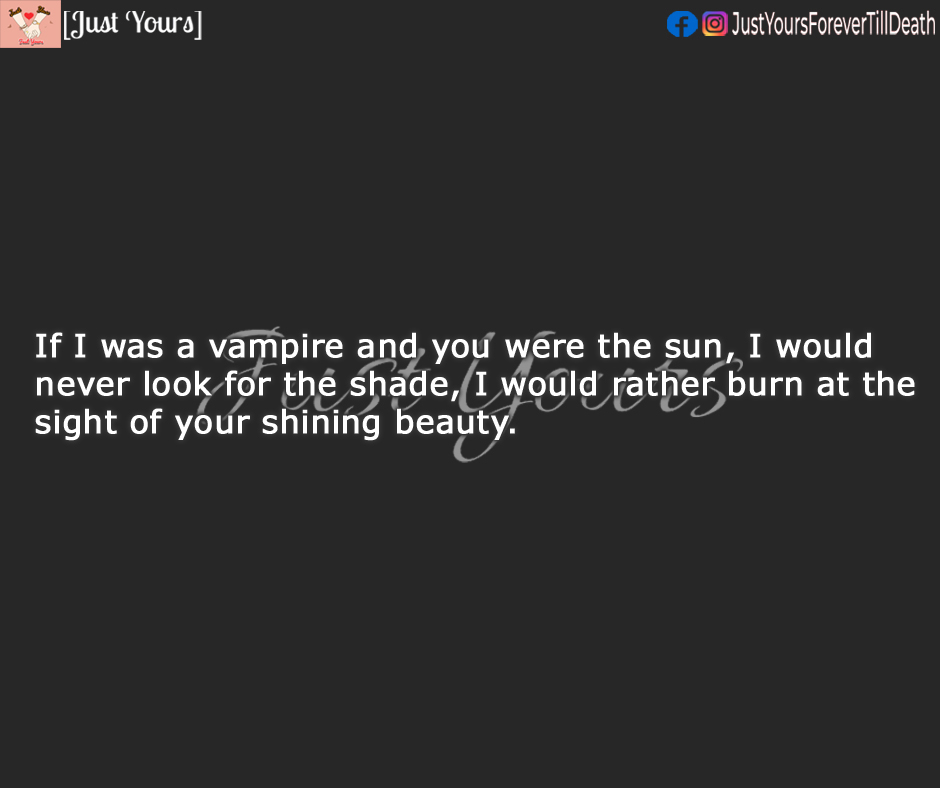 [Just Yours]
JustYoursForeverTillDeath
If I was a vampire and you were the sun, I would
never look for the shade, I would rather burn at the
sight of your shining beauty.
Just Yours